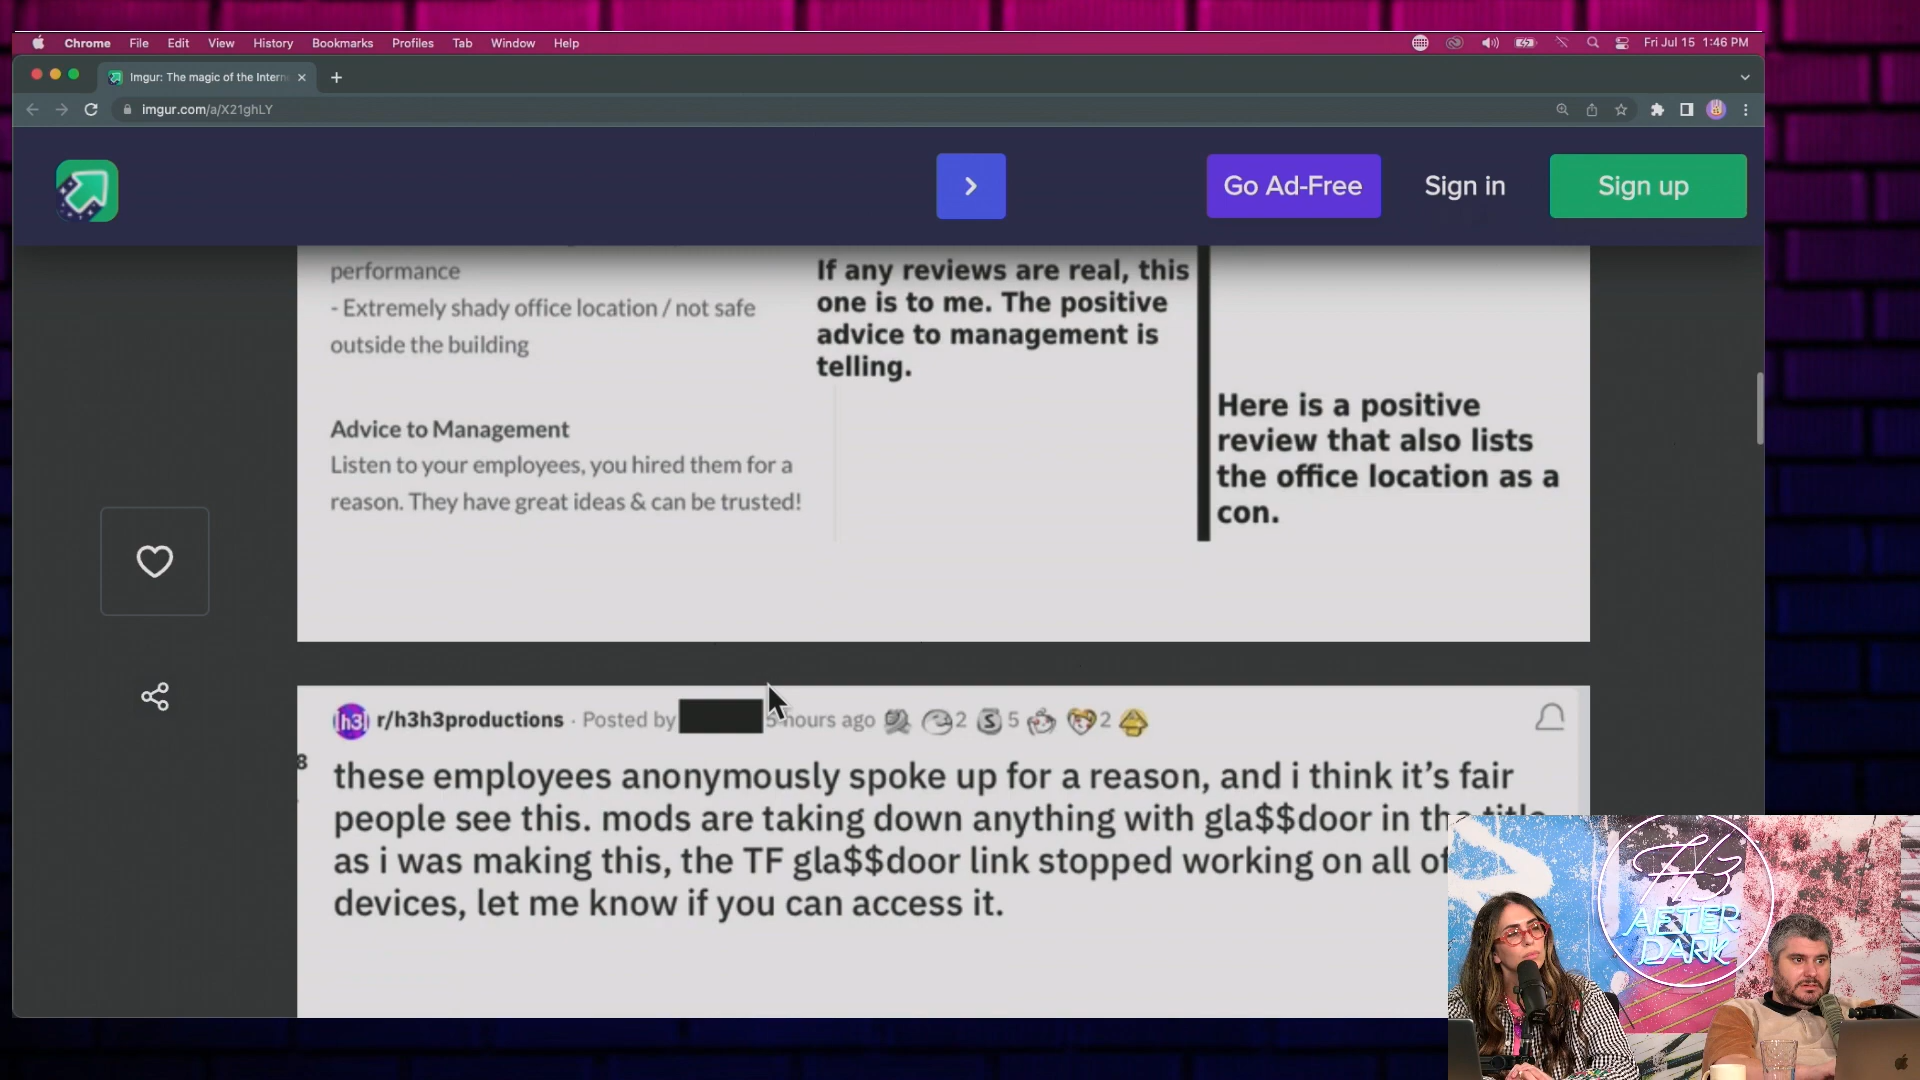 Chrome File Edit View History Bookmarks Profiles Tab Window Help
Fri Jul 15 1:46 PM
Imgur: The magic of the Intern
imgur.com/a/X21ghLY
Go Ad-Free
Sign in
Sign up
performance
- Extremely shady office location / not safe
outside the building
Advice to Management
Listen to your employees, you hired them for a
reason. They have great ideas & can be trusted!
If any reviews are real, this
one is to me. The positive
advice to management is
telling.
Here is a positive
review that also lists
the office location as a
con.
h3 r/h3h3productions · Posted by
5 hours ago 2 5 2
8
these employees anonymously spoke up for a reason, and i think it's fair
people see this. mods are taking down anything with gla$$door in the title
as i was making this, the TF gla$$door link stopped working on all of
devices, let me know if you can access it.
H3
AFTER
DARK